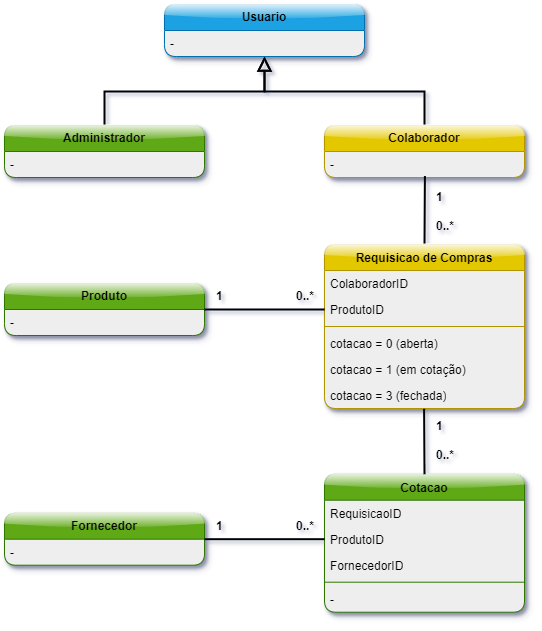 Usuario
-
Administrador
-
Colaborador
-
1
0..*
Requisicao de Compras
ColaboradorID
ProdutoID
cotacao = 0 (aberta)
cotacao = 1 (em cotação)
cotacao = 3 (fechada)
Produto
-
1
0..*
1
0..*
Cotacao
RequisicaoID
ProdutoID
FornecedorID
-
Fornecedor
-
1
0..*